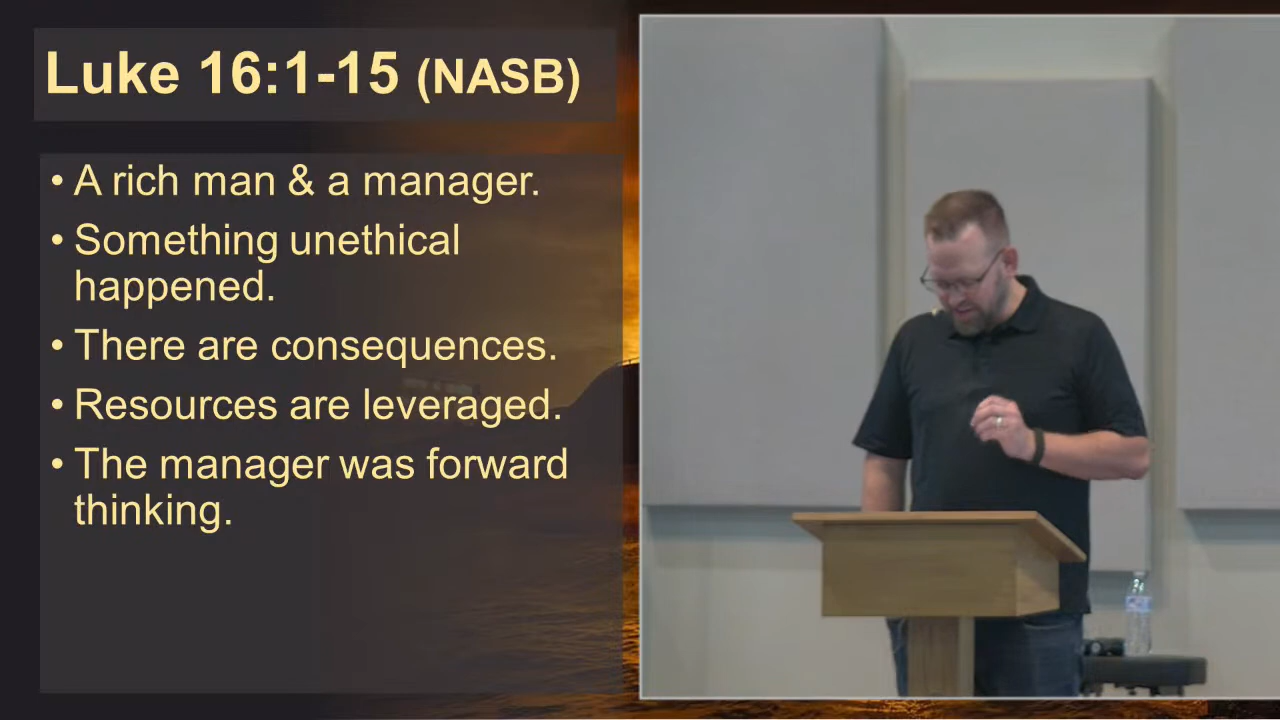 Luke 16:1-15 (NASB)
• A rich man & a manager.
• Something unethical
happened.
• There are consequences.
• Resources are leveraged.
• The manager was forward
thinking.